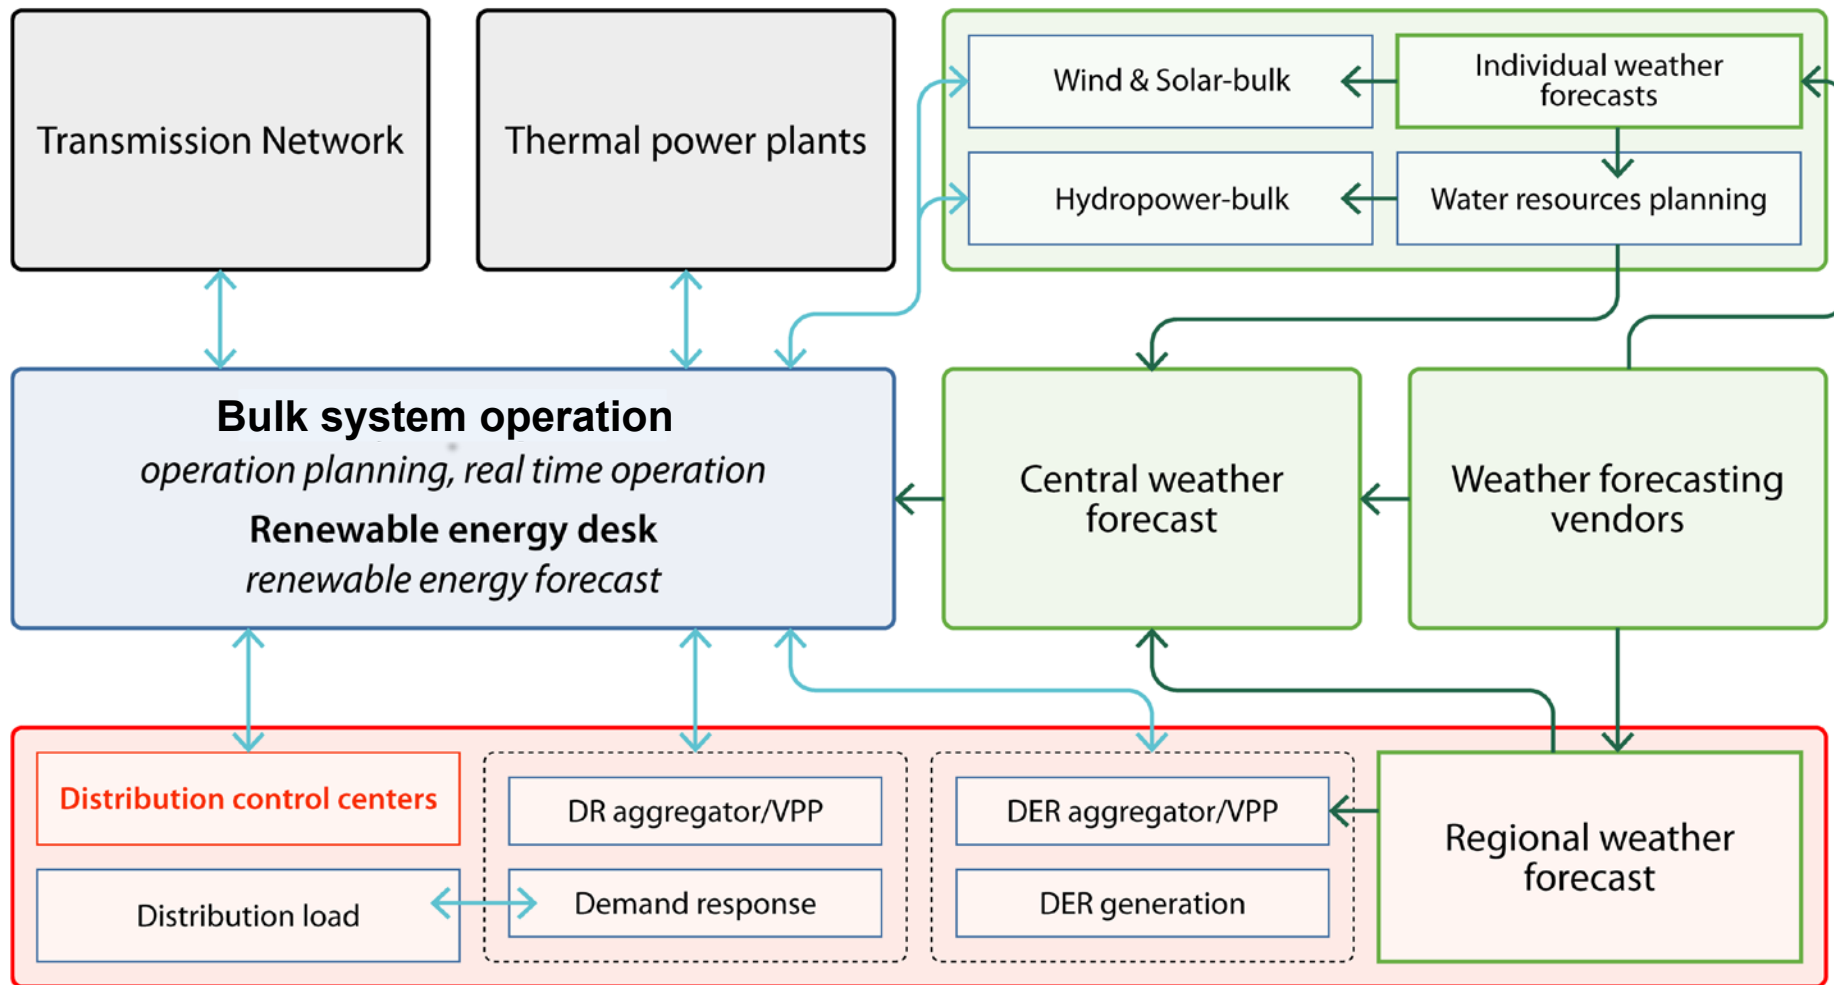 Transmission Network
Thermal power plants
Wind & Solar-bulk
Individual weather
forecasts
Hydropower-bulk
Water resources planning
Bulk system operation
operation planning, real time operation
Renewable energy desk
renewable energy forecast
Central weather
forecast
Weather forecasting
vendors
Distribution control centers
DR aggregator/VPP
DER aggregator/VPP
Regional weather
forecast
Distribution load
Demand response
DER generation